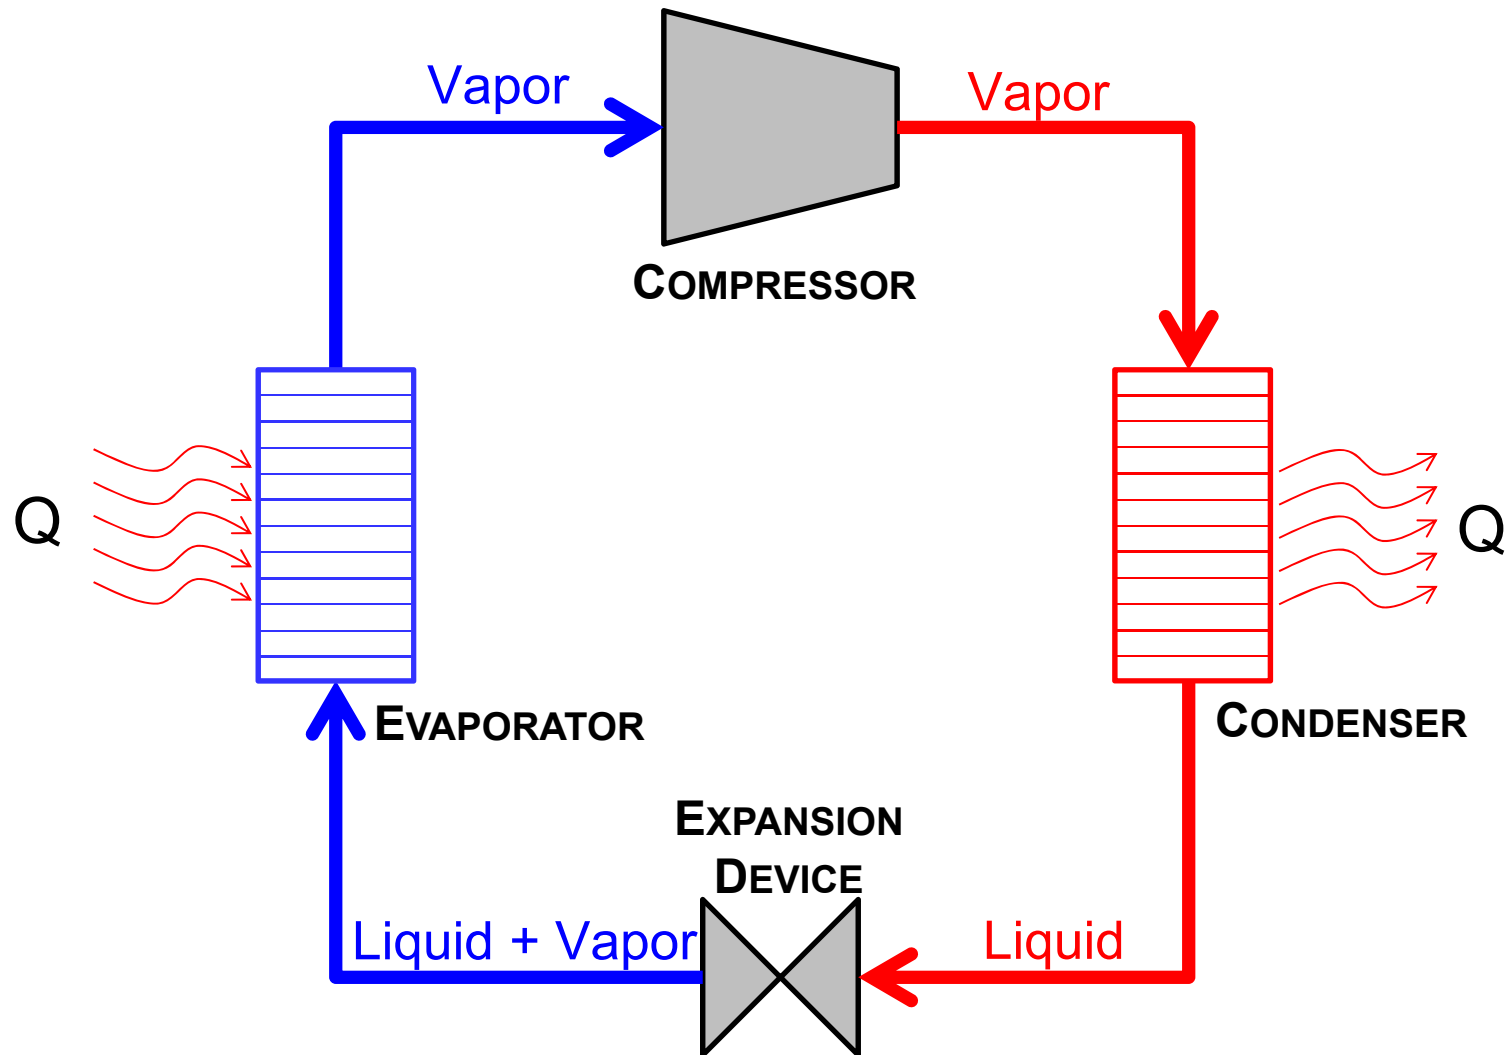 Vapor
Vapor
COMPRESSOR
Q
Q
EVAPORATOR
CONDENSER
EXPANSION
DEVICE
Liquid + Vapor
Liquid